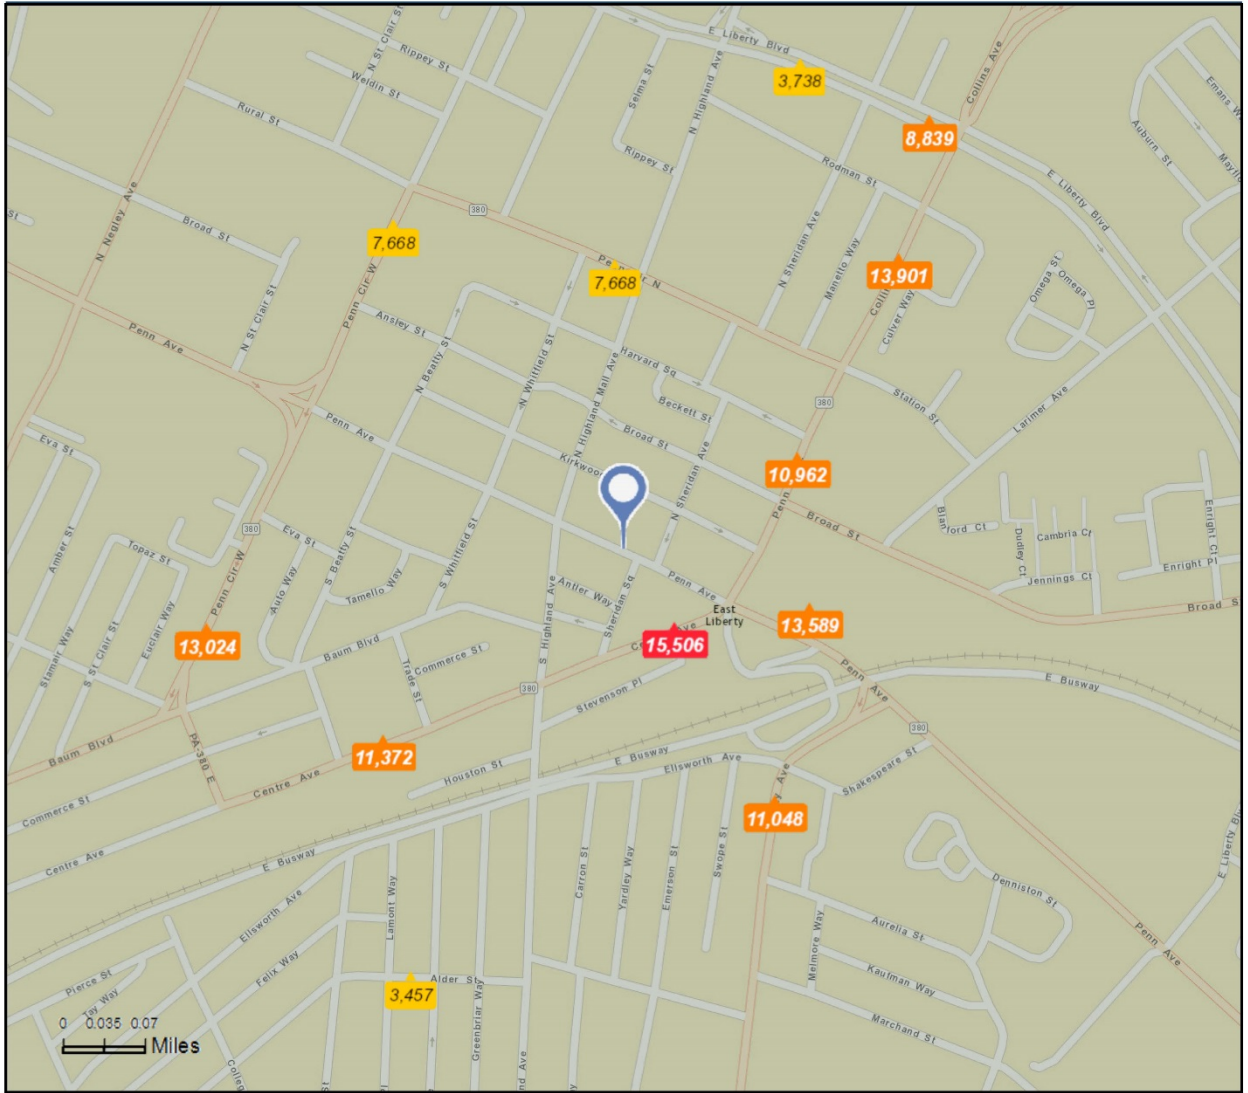 N St Clair St
Rippey St
Weldin St
Rural St
E Liberty Blvd
3,738
Selma St
N Highland Ave
Collins Ave
8,839
Emans
Auburn St
Rippey St
Rodman St
E Liberty Blvd
N Negley Ave
St
Broad St
380
7,668
7,668
N Sheridan Ave
Manetto Way
13,901
Culver Way
Omega St
Omega Pl
Penn Cir W
N St Clair St
Penn Ave
Ansley St
N Beatty St
N Whitfield St
N Highland Mall Ave
Harvard Sq
Beckett St
380
Station St
Larimer Ave
Penn Ave
Broad St
Eva St
Kirkwood
N Sheridan Ave
10,962
Penn
Broad St
380
Eva St
S Beatty St
S Whitfield St
Amber St
Topaz St
Cambria Ct
Dudley Ct
Enright Ct
Enright Pl
Jennings Ct
Broad S
Penn Cir W
Auto Way
Tamello Way
Antler Way
Penn Ave
East
Liberty
Sheridan Sq
S Highland Ave
13,589
13,024
15,506
Stamair Way
S St Clair St
Euclair Way
Baum Blvd
Trade St
Commerce St
Stevenson Pl
380
Penn Ave
E Busway
380
Baum Blvd
PA-380 E
11,372
Centre Ave
Houston St
E Busway
Ellsworth Ave
Shakespeare St
Commerce St
Centre Ave
E Busway
11,048
Ellsworth Ave
Lamont Way
Carron St
Yardley Way
Emerson St
Swope St
Denniston St
Aurelia St
Melmore Way
Penn Ave
Felix Way
Pierce St
Tay Way
Alder St
3,457
Greenbriar Way
Kaufman Way
Marchand St
0 0.035 0.07
Miles